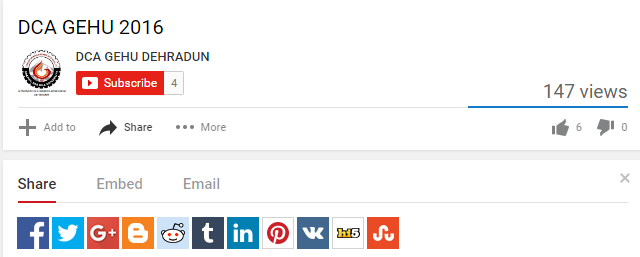 DCA GEHU 2016
DCA GEHU DEHRADUN
Subscribe 4
147 views
Add to Share More 6 0
Share Embed Email
hi5